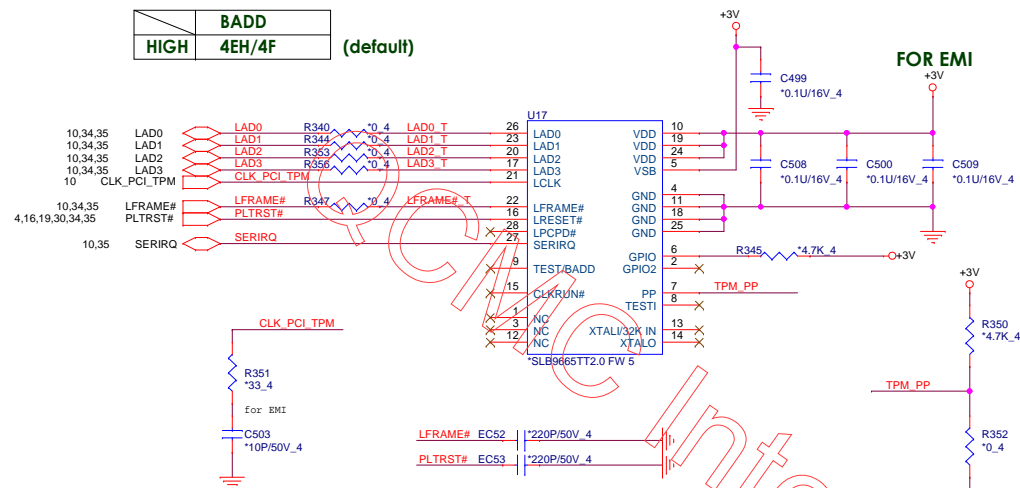 BADD
HIGH 4EH/4F (default)
+3V
C499
*0.1U/16V_4
FOR EMI
+3V
U17
10,34,35 LAD0 LAD0 R340 *0_4 LAD0_T 26 LAD0 VDD 10
10,34,35 LAD1 LAD1 R344 *0_4 LAD1_T 23 LAD1 VDD 19
10,34,35 LAD2 LAD2 R353 *0_4 LAD2_T 20 LAD2 VDD 24
10,34,35 LAD3 LAD3 R356 *0_4 LAD3_T 17 LAD3 VSB 5
10 CLK_PCI_TPM CLK_PCI_TPM 21 LCLK
C508 C500 C509
*0.1U/16V_4 *0.1U/16V_4 *0.1U/16V_4
GND 4
10,34,35 LFRAME# LFRAME# R347 *0_4 LFRAME#_T 22 LFRAME# GND 11
4,16,19,30,34,35 PLTRST# PLTRST# 16 LRESET# GND 18
28 LPCPD# GND 25
10,35 SERIRQ SERIRQ 27 SERIRQ
GPIO 6 R345 *4.7K_4 +3V
9 TEST/BADD GPIO2 2
15 CLKRUN# PP 7 TPM_PP
TESTI 8
1 NC
3 NC XTALI/32K IN 13
12 NC XTALO 14
*SLB9665TT2.0 FW 5
CLK_PCI_TPM
R351
*33_4
for EMI
C503
*10P/50V_4
LFRAME# EC52 *220P/50V_4
PLTRST# EC53 *220P/50V_4
+3V
R350
*4.7K_4
TPM_PP
R352
*0_4